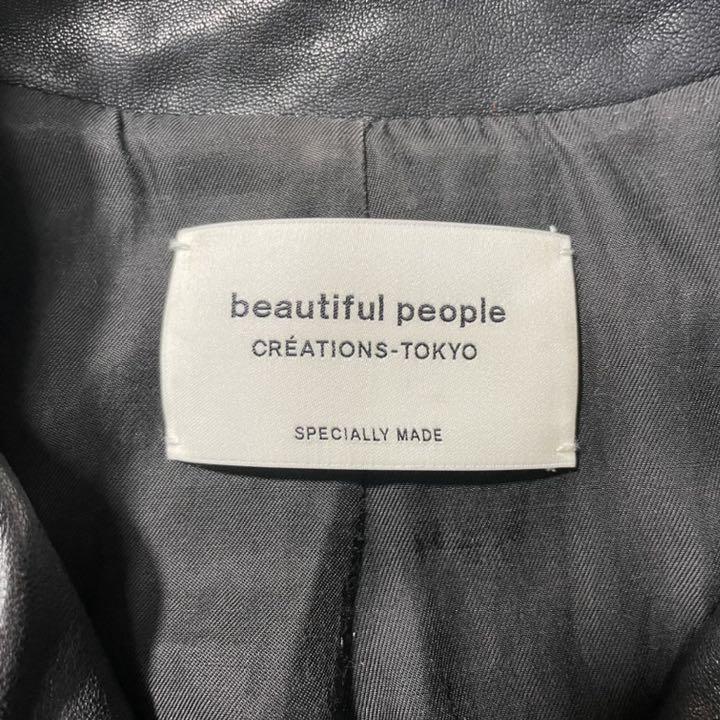 beautiful people
CRÉATIONS-TOKYO
SPECIALLY MADE